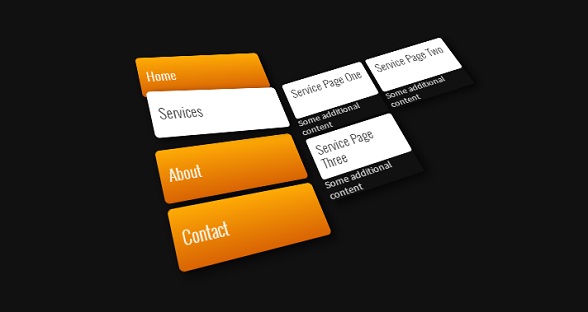 Home
Services
About
Contact
Service Page One
Some additional
content
Service Page Two
Some additional
content
Service Page
Three
Some additional
content